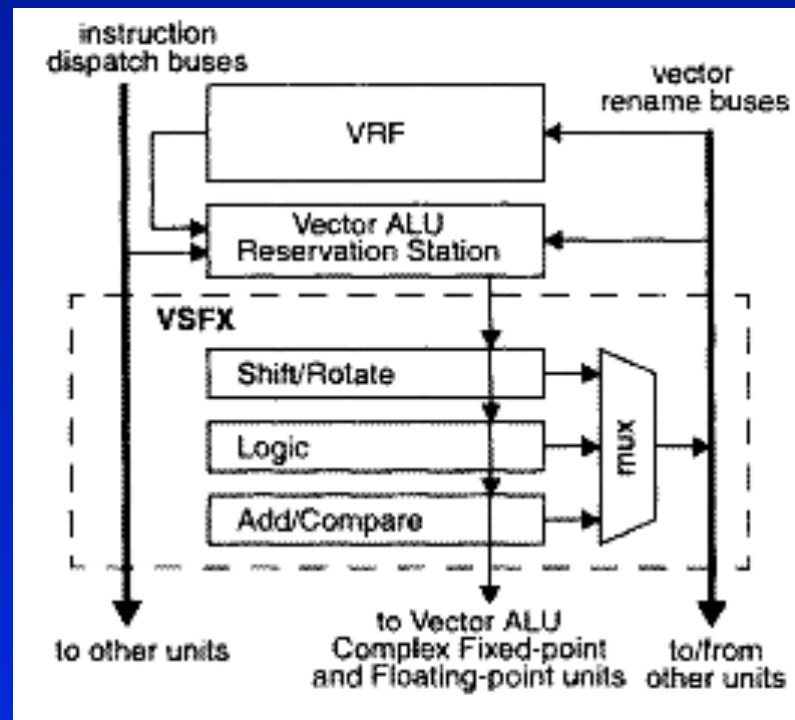 instruction
dispatch buses
vector
rename buses
VRF
Vector ALU
Reservation Station
VSFX
Shift/Rotate
Logic
Add/Compare
mux
to other units
to Vector ALU
Complex Fixed-point
and Floating-point units
to/from
other units